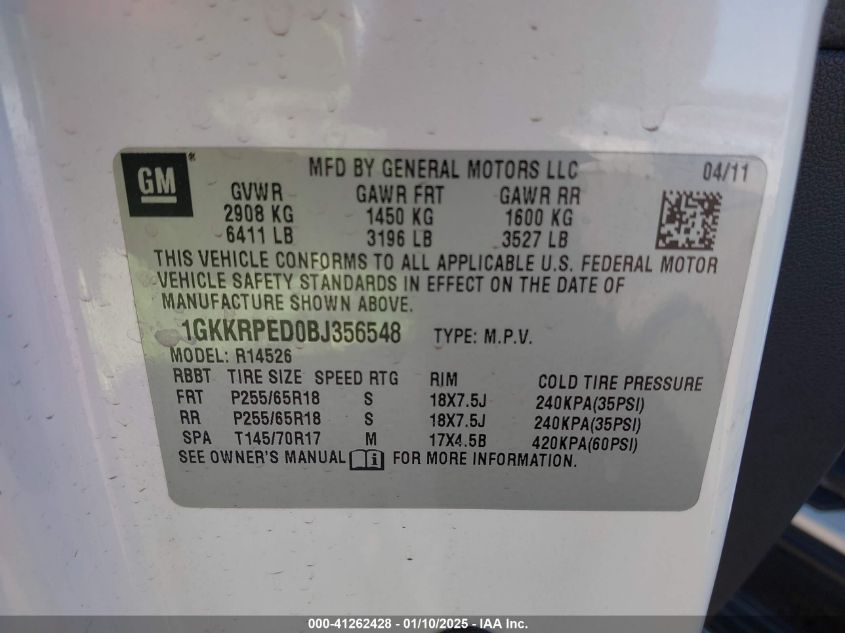 GM ® MFD BY GENERAL MOTORS LLC 04/11
GVWR GAWR FRT GAWR RR
2908 KG 1450 KG 1600 KG
6411 LB 3196 LB 3527 LB
THIS VEHICLE CONFORMS TO ALL APPLICABLE U.S. FEDERAL MOTOR
VEHICLE SAFETY STANDARDS IN EFFECT ON THE DATE OF
MANUFACTURE SHOWN ABOVE.
1GKKRPED0BJ356548 TYPE: M.P.V.
MODEL: R14526
RBBT TIRE SIZE SPEED RTG RIM COLD TIRE PRESSURE
FRT P255/65R18 S 18X7.5J 240KPA(35PSI)
RR P255/65R18 S 18X7.5J 240KPA(35PSI)
SPA T145/70R17 M 17X4.5B 420KPA(60PSI)
SEE OWNER'S MANUAL i FOR MORE INFORMATION.
000-41262428 - 01/10/2025 - IAA Inc.